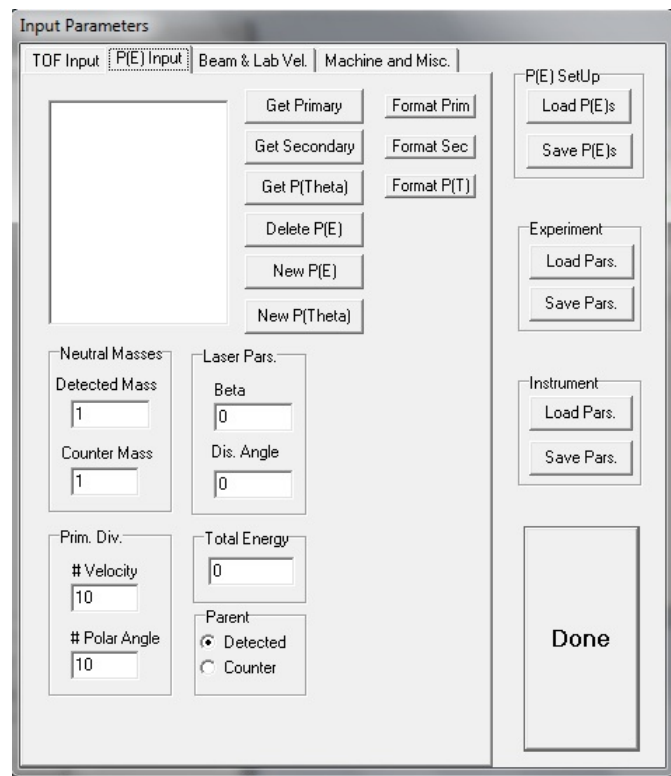 Input Parameters
TOF Input
P(E) Input
Beam & Lab Vel.
Machine and Misc.
Get Primary
Format Prim
Get Secondary
Format Sec
Get P(Theta)
Format P(T)
Delete P(E)
New P(E)
New P(Theta)
Neutral Masses
Detected Mass
1
Counter Mass
1
Laser Pars.
Beta
0
Dis. Angle
0
Prim. Div.
# Velocity
10
# Polar Angle
10
Total Energy
0
Parent
Detected
Counter
P(E) SetUp
Load P(E)s
Save P(E)s
Experiment
Load Pars.
Save Pars.
Instrument
Load Pars.
Save Pars.
Done